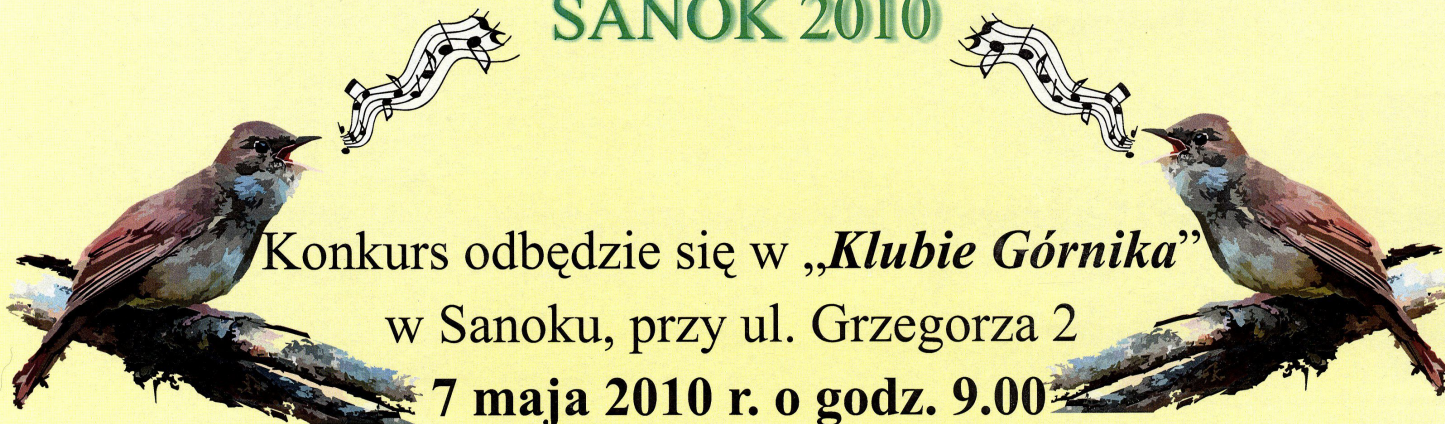 SANOK 2010
Konkurs odbędzie się w „Klubie Górnika”
w Sanoku, przy ul. Grzegorza 2
7 maja 2010 r. o godz. 9.00